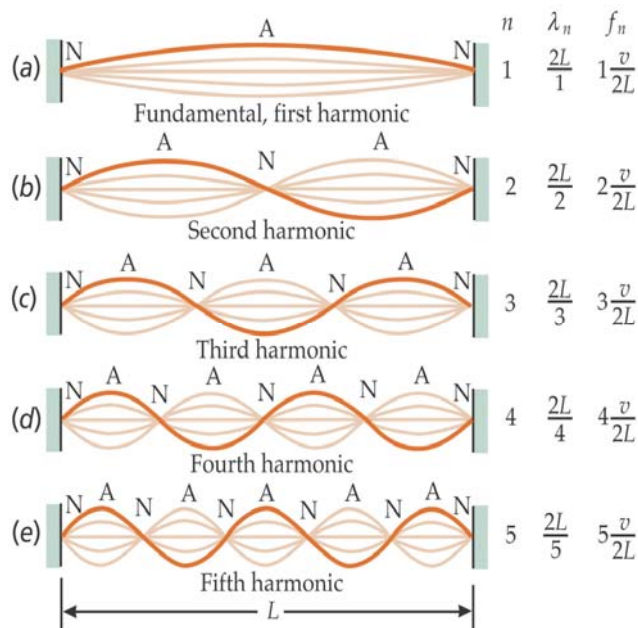 n λn fn
A
N N
(a) 1 2L/1 1 v/2L
Fundamental, first harmonic
A N A
N N
(b) 2 2L/2 2 v/2L
Second harmonic
N A N A N A N
(c) 3 2L/3 3 v/2L
Third harmonic
N A N A N A N A N
(d) 4 2L/4 4 v/2L
Fourth harmonic
N A N A N A N A N A N
(e) 5 2L/5 5 v/2L
Fifth harmonic
L